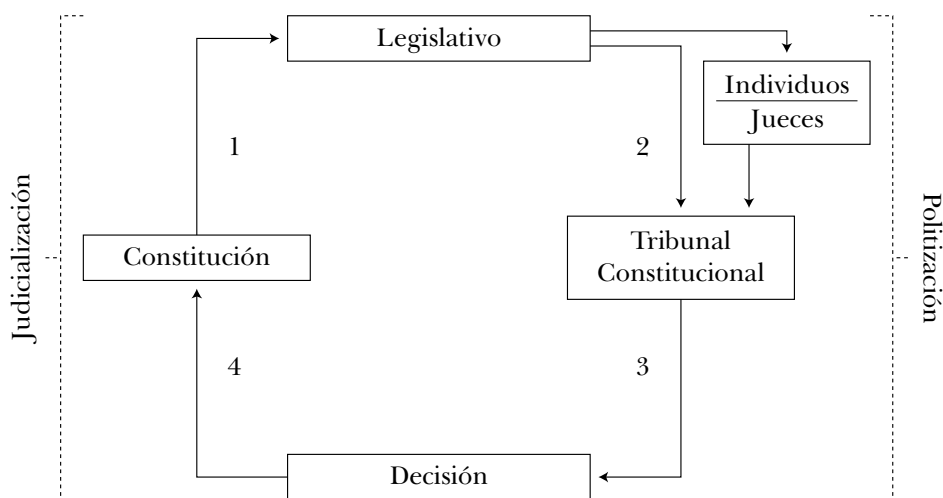 Legislativo
Individuos
Jueces
1
2
Judicialización
Constitución
Tribunal
Constitucional
Politización
4
3
Decisión